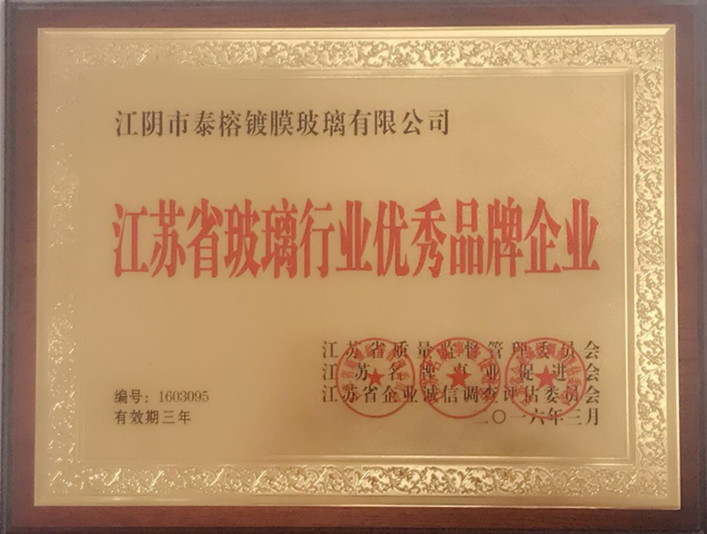 江阴市泰榕镀膜玻璃有限公司
江苏省玻璃行业优秀品牌企业
江苏省质量监督管理委员会
江苏名牌事业促进会
江苏省企业诚信调查评估委员会
二〇一六年三月
编号：1603095
有效期三年